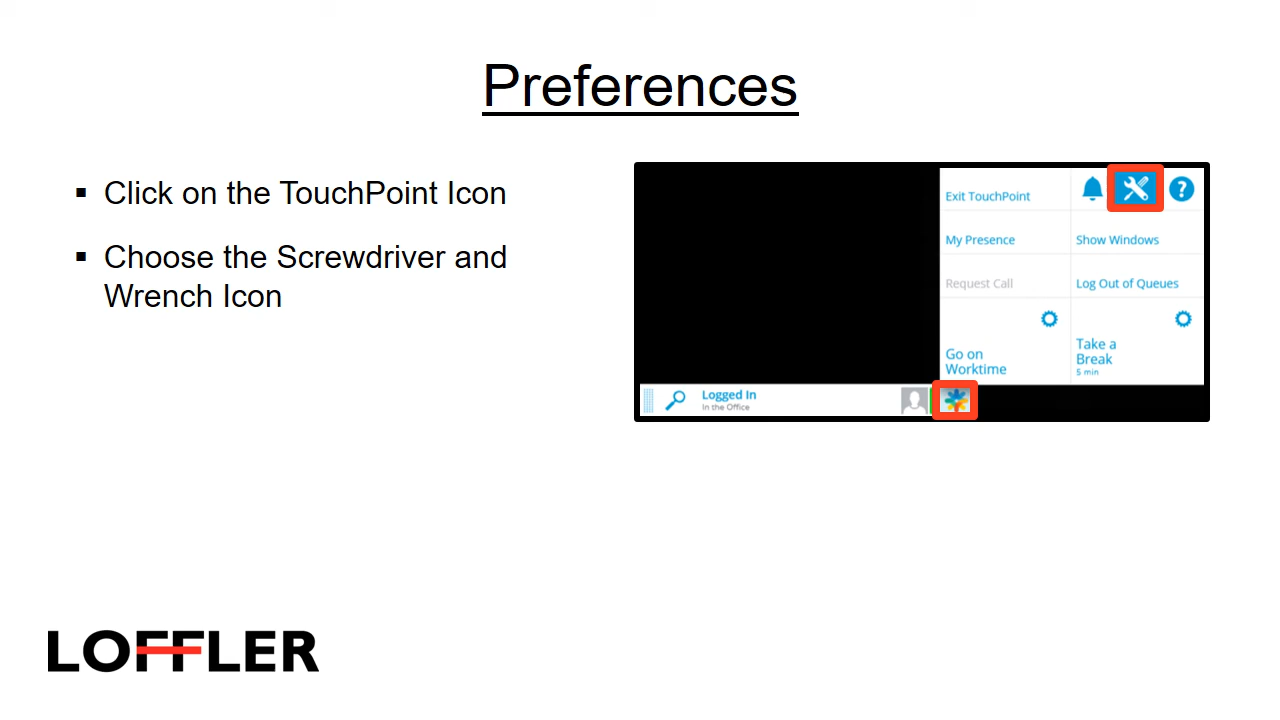 Preferences
▪ Click on the TouchPoint Icon
▪ Choose the Screwdriver and
Wrench Icon
Exit TouchPoint
?
My Presence
Show Windows
Request Call
Log Out of Queues
Go on
Worktime
Take a
Break
5 min
Logged In
In the Office
LOFFLER